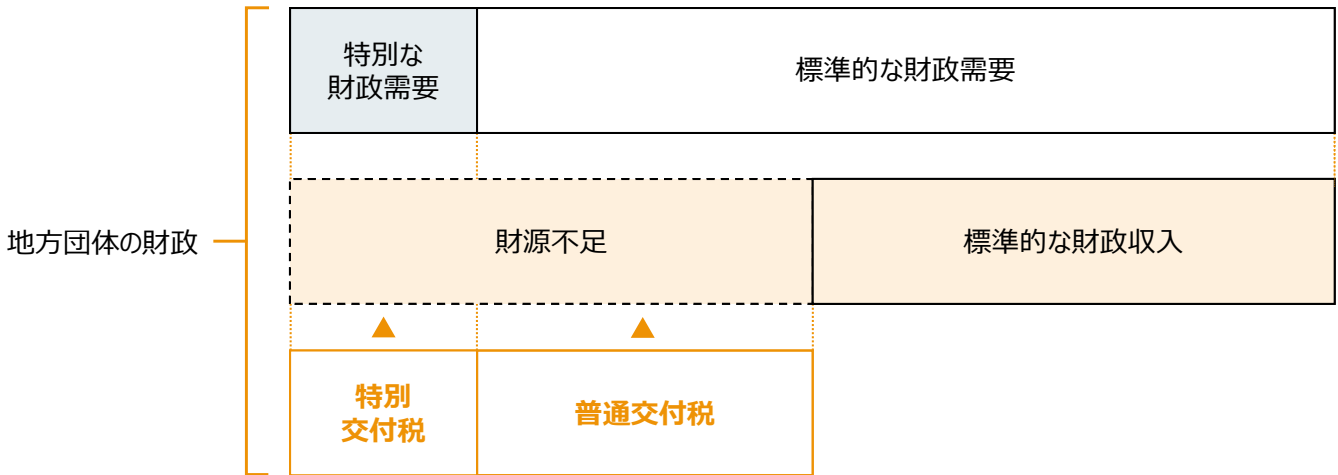 特別な
財政需要
標準的な財政需要
地方団体の財政
財源不足
標準的な財政収入
特別
交付税
普通交付税